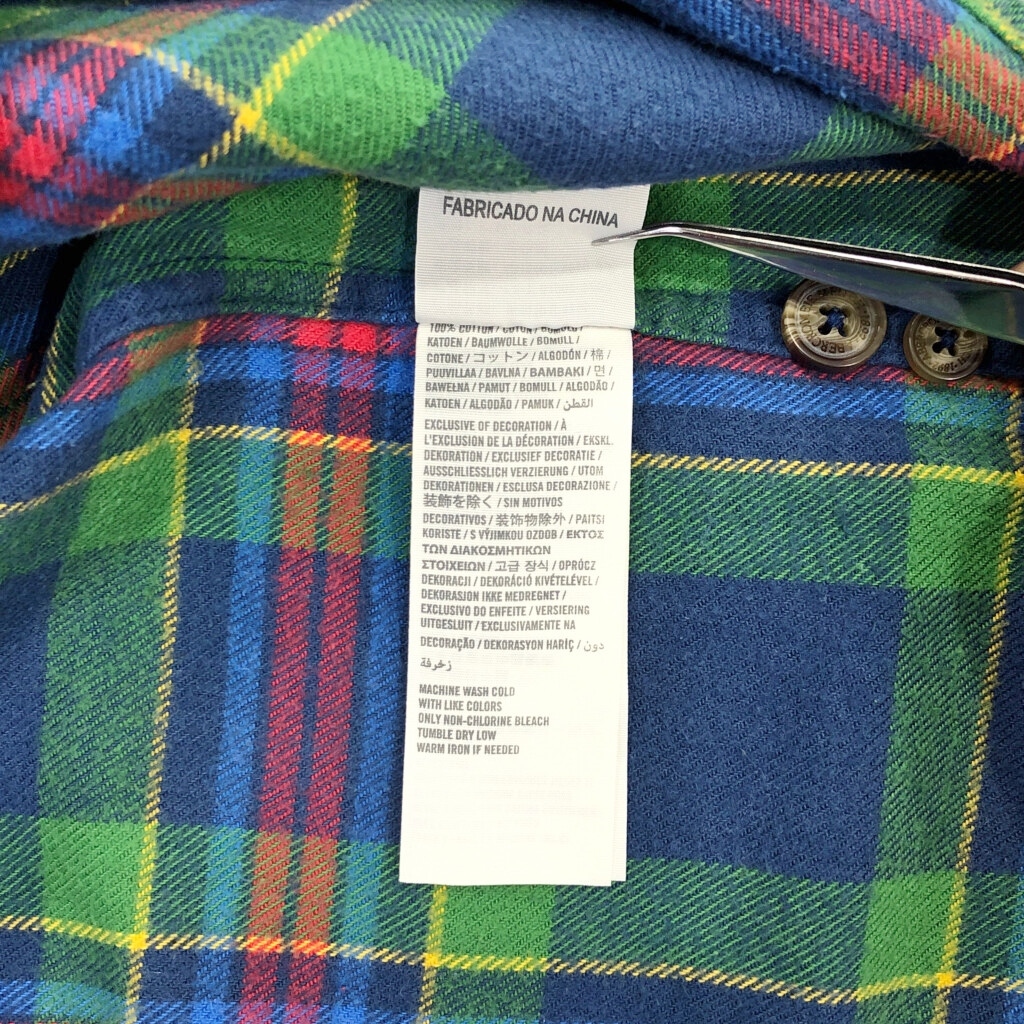 FABRICADO NA CHINA
100% COTTON / COTON / BOMULD /
KATOEN / BAUMWOLLE / BOMULL /
COTONE / コットン / ALGODÓN / 棉 /
PUUVILLAA / BAVLNA / ΒΑΜΒΑΚΙ / 면 /
BAWEŁNA / PAMUT / BOMULL / ALGODÃO /
KATOEN / ALGODÃO / PAMUK / القطن
EXCLUSIVE OF DECORATION / À
L'EXCLUSION DE LA DÉCORATION / EKSKL.
DEKORATION / EXCLUSIEF DECORATIE /
AUSSCHLIESSLICH VERZIERUNG / UTOM
DEKORATIONEN / ESCLUSA DECORAZIONE /
装飾を除く / SIN MOTIVOS
DECORATIVOS / 装饰物除外 / PAITSI
KORISTE / S VÝJIMKOU OZDOB / ΕΚΤΟΣ
ΤΩΝ ΔΙΑΚΟΣΜΗΤΙΚΩΝ
ΣΤΟΙΧΕΙΩΝ / 고급 장식 / OPRÓCZ
DEKORACJI / DEKORÁCIÓ KIVÉTELÉVEL /
DEKORASJON IKKE MEDREGNET /
EXCLUSIVO DO ENFEITE / VERSIERING
UITGESLUIT / EXCLUSIVAMENTE NA
DECORAÇÃO / DEKORASYON HARİÇ / دون
زخرفة
MACHINE WASH COLD
WITH LIKE COLORS
ONLY NON-CHLORINE BLEACH
TUMBLE DRY LOW
WARM IRON IF NEEDED